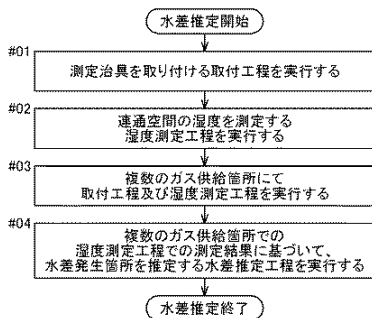 水差推定開始
#01
測定治具を取り付ける取付工程を実行する
#02
連通空間の湿度を測定する
湿度測定工程を実行する
#03
複数のガス供給箇所にて
取付工程及び湿度測定工程を実行する
#04
複数のガス供給箇所での
湿度測定工程での測定結果に基づいて、
水差発生箇所を推定する水差推定工程を実行する
水差推定終了